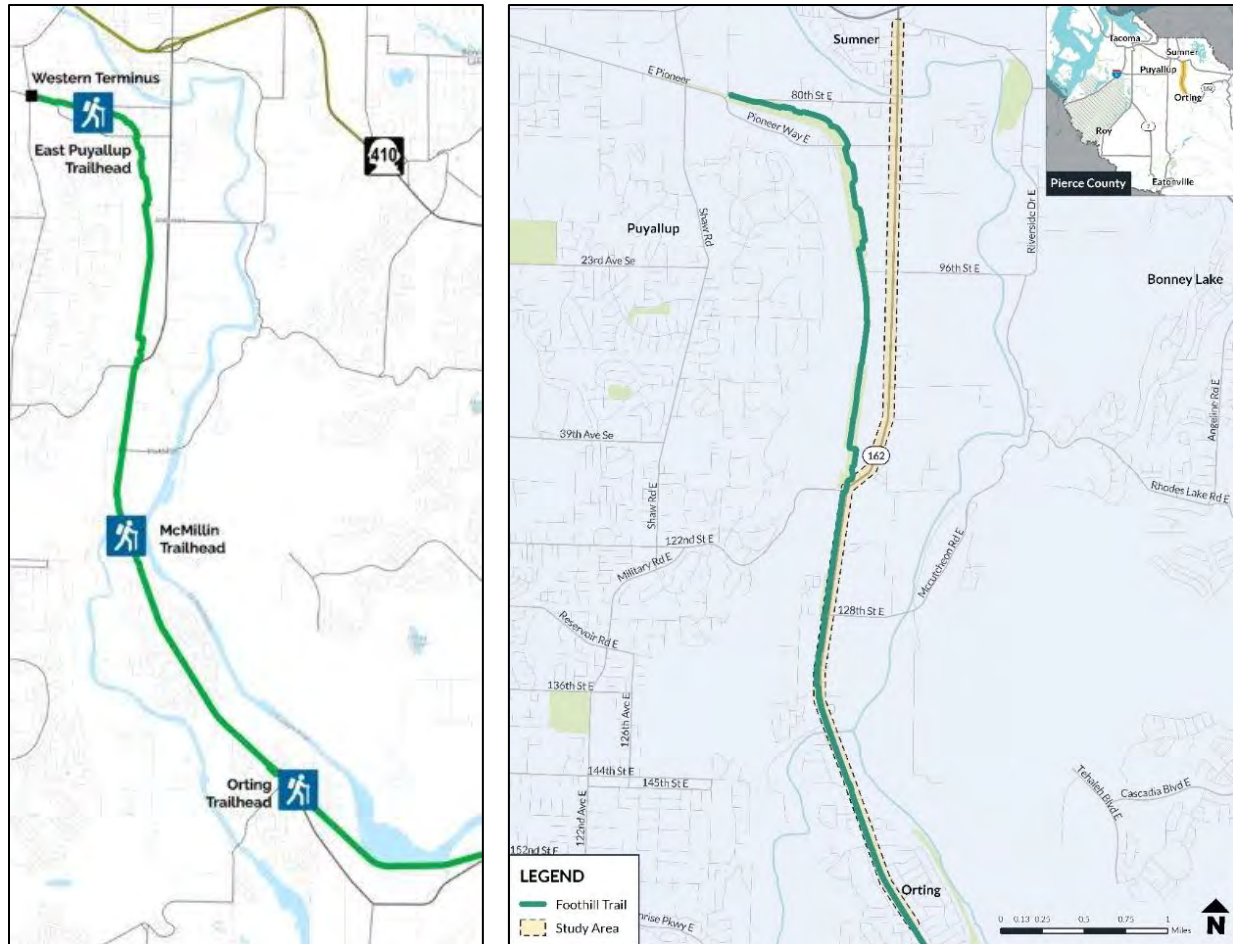 Western Terminus
East Puyallup
Trailhead
410
McMillin
Trailhead
Orting
Trailhead
Sumner
E Pioneer
80th St E
Pioneer Way E
Shaw Rd
Puyallup
23rd Ave Se
96th St E
Riverside Dr E
Bonney Lake
39th Ave Se
162
Angeline Rd E
Rhodes Lake Rd E
Shaw Rd E
122nd St E
Military Rd E
Mccutcheon Rd E
128th St E
Reservoir Rd E
136th St E
126th Ave E
144th St E
145th St E
122nd Ave E
Tehaleh Blvd E
Cascadia Blvd E
152nd St E
Orting
nrise Pkwy E
LEGEND
Foothill Trail
Study Area
0 0.13 0.25 0.5 0.75 1
Miles
N
Tacoma
Sumner
Puyallup
Orting
162
7
Roy
Eatonville
Pierce County